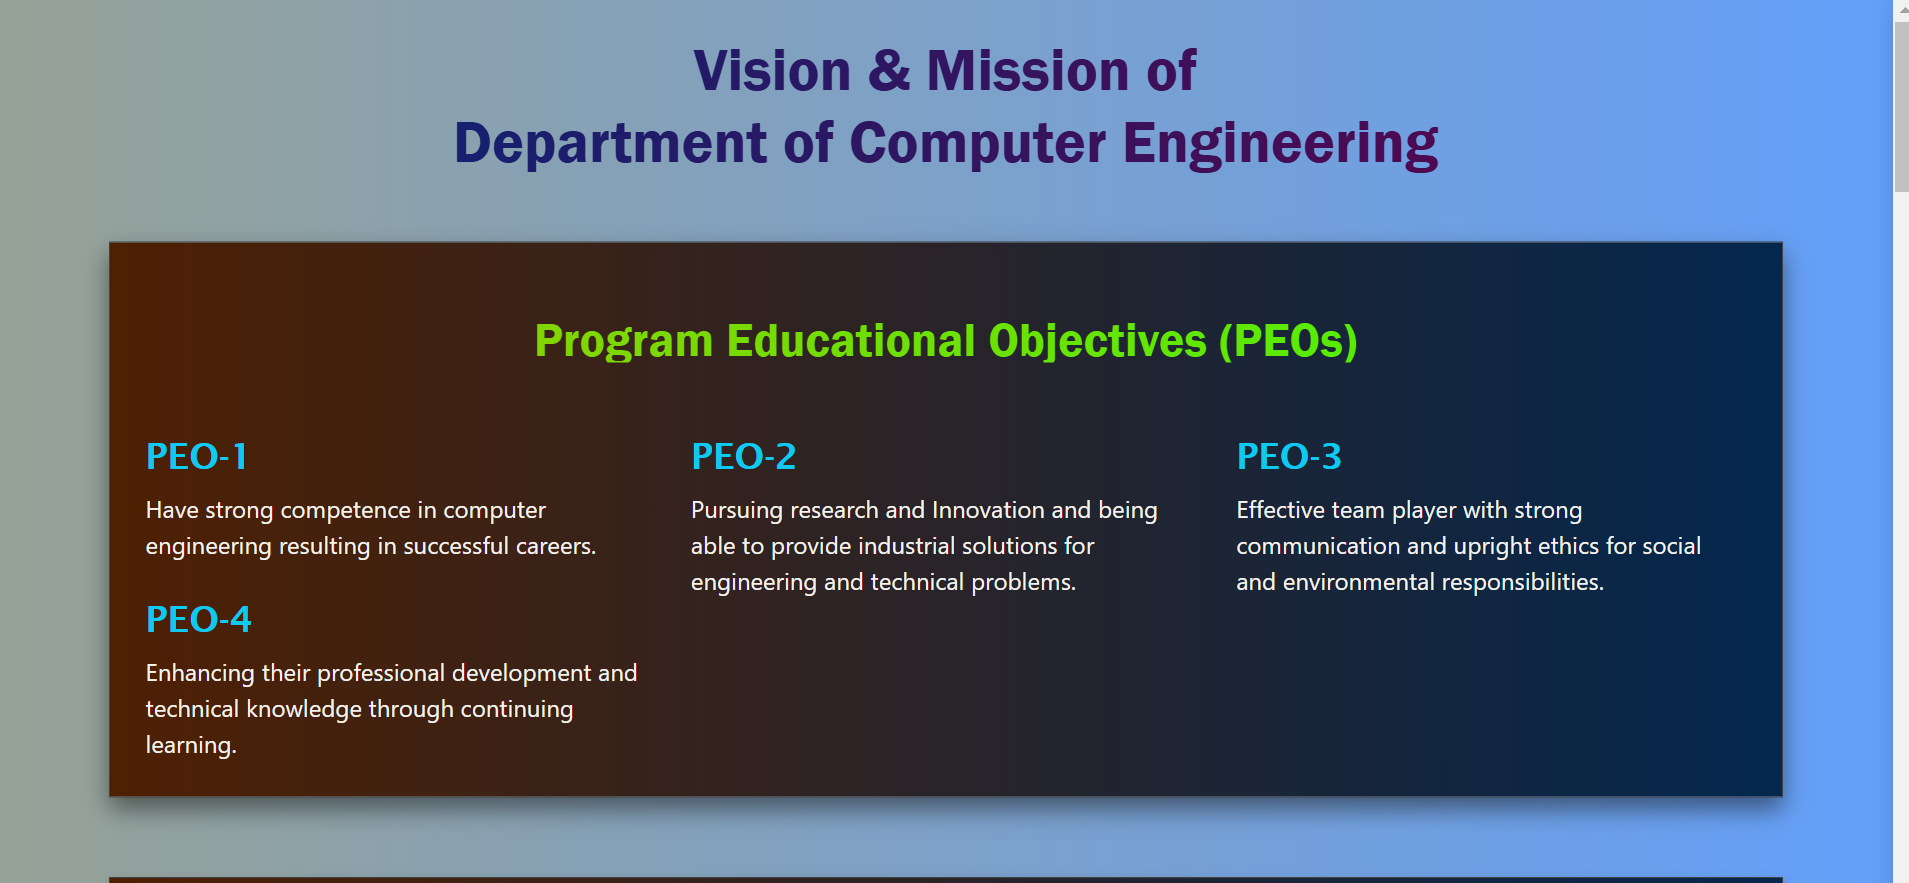 Vision & Mission of
Department of Computer Engineering
Program Educational Objectives (PEOs)
PEO-1
Have strong competence in computer
engineering resulting in successful careers.
PEO-2
Pursuing research and Innovation and being
able to provide industrial solutions for
engineering and technical problems.
PEO-3
Effective team player with strong
communication and upright ethics for social
and environmental responsibilities.
PEO-4
Enhancing their professional development and
technical knowledge through continuing
learning.